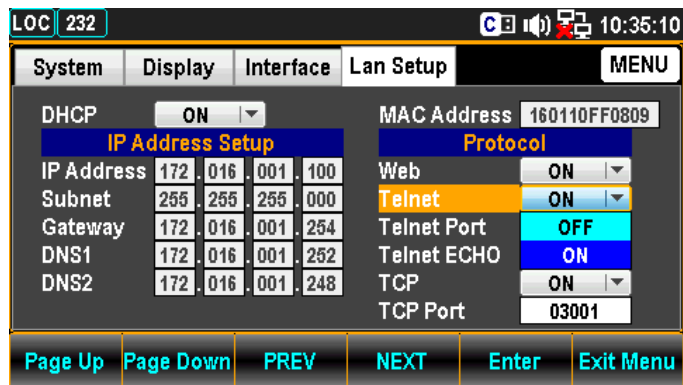 LOC 232 C 10:35:10
System Display Interface Lan Setup MENU
DHCP ON MAC Address 160110FF0809
IP Address Setup Protocol
IP Address 172 . 016 . 001 . 100 Web ON
Subnet 255 . 255 . 255 . 000 Telnet ON
Gateway 172 . 016 . 001 . 254 Telnet Port OFF
DNS1 172 . 016 . 001 . 252 Telnet ECHO ON
DNS2 172 . 016 . 001 . 248 TCP ON
TCP Port 03001
Page Up Page Down PREV NEXT Enter Exit Menu